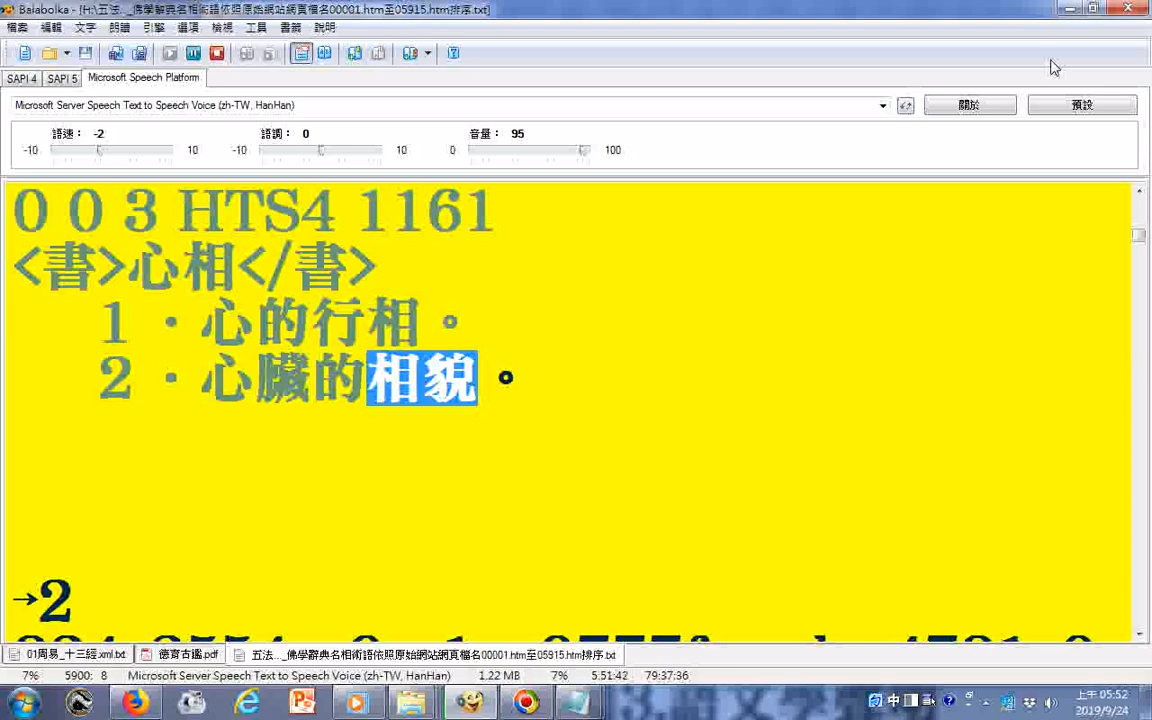 Balabolka - [H:\五法..._佛學辭典名相術語依照原始網站網頁檔名00001.htm至05915.htm排序.txt]
檔案 編輯 文字 朗讀 引擎 選項 檢視 工具 書籤 說明
SAPI 4 SAPI 5 Microsoft Speech Platform
Microsoft Server Speech Text to Speech Voice (zh-TW, HanHan) 關於 預設
語速： -2 語調： 0 音量： 95
-10 10 -10 10 0 100
0 0 3 HTS4 1161
<書>心相</書>
1 ‧心的行相。
2 ‧心臟的相貌。
→2
01周易_十三經.xml.txt 德育古鑑.pdf 五法..._佛學辭典名相術語依照原始網站網頁檔名00001.htm至05915.htm排序.txt
7% 5900: 8 Microsoft Server Speech Text to Speech Voice (zh-TW, HanHan) 1.22 MB 7% 5:51:42 79:37:36
中 上午 05:52
2019/9/24